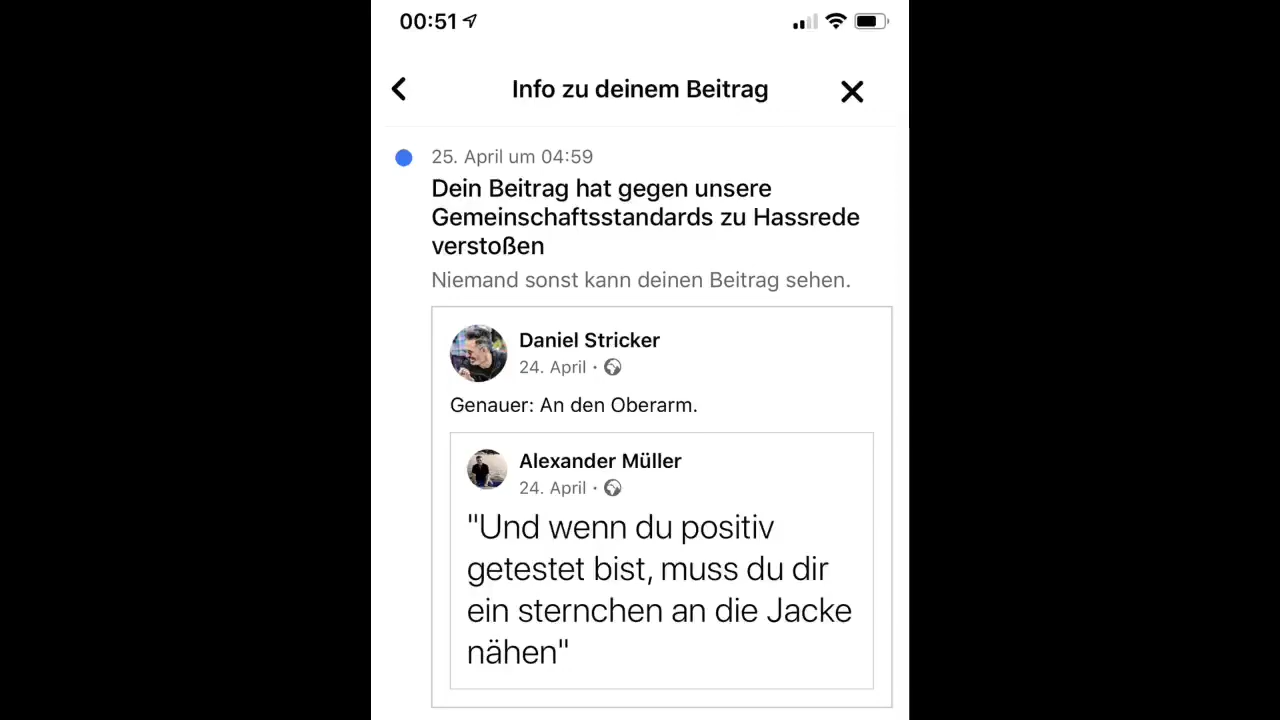 00:51
Info zu deinem Beitrag
25. April um 04:59
Dein Beitrag hat gegen unsere
Gemeinschaftsstandards zu Hassrede
verstoßen
Niemand sonst kann deinen Beitrag sehen.
Daniel Stricker
24. April ·
Genauer: An den Oberarm.
Alexander Müller
24. April ·
"Und wenn du positiv
getestet bist, muss du dir
ein sternchen an die Jacke
nähen"